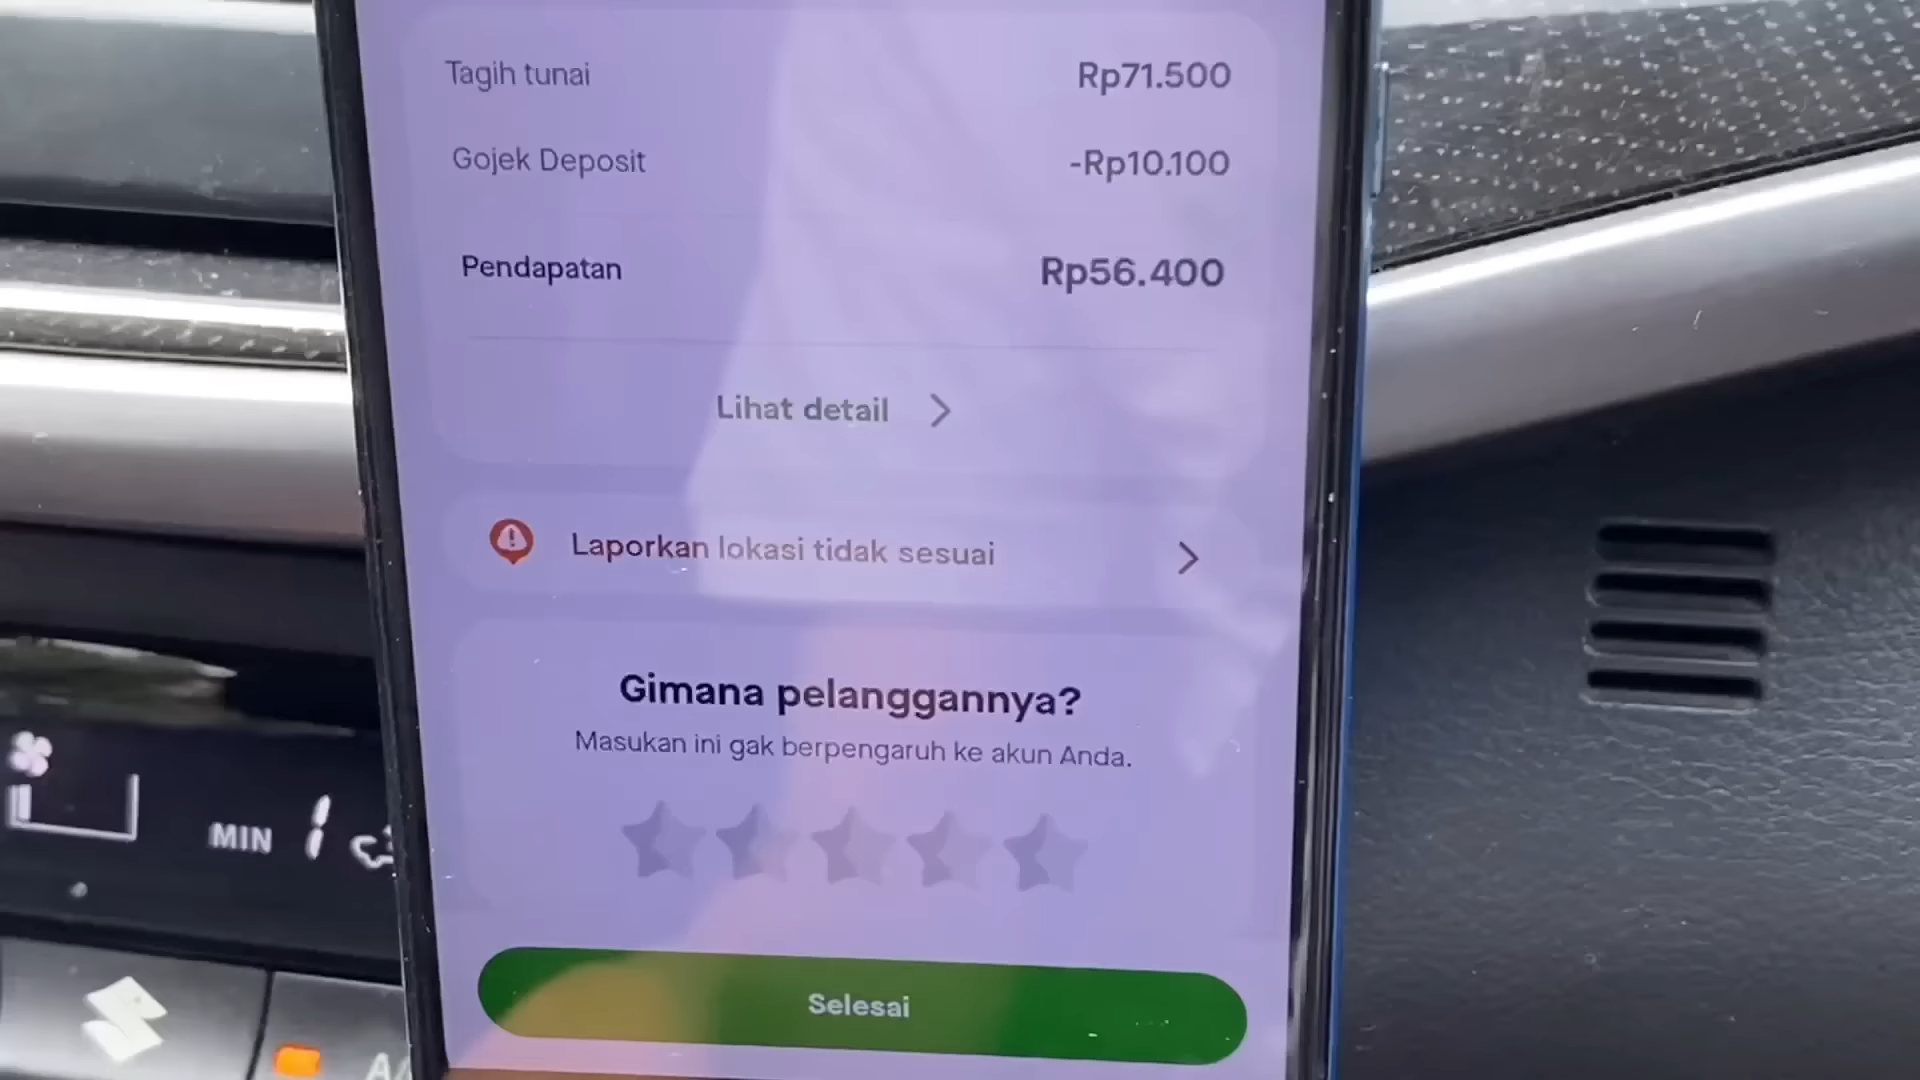 Tagih tunai Rp71.500
Gojek Deposit -Rp10.100
Pendapatan Rp56.400
Lihat detail
Laporkan lokasi tidak sesuai
Gimana pelanggannya?
Masukan ini gak berpengaruh ke akun Anda.
Selesai
MIN 1